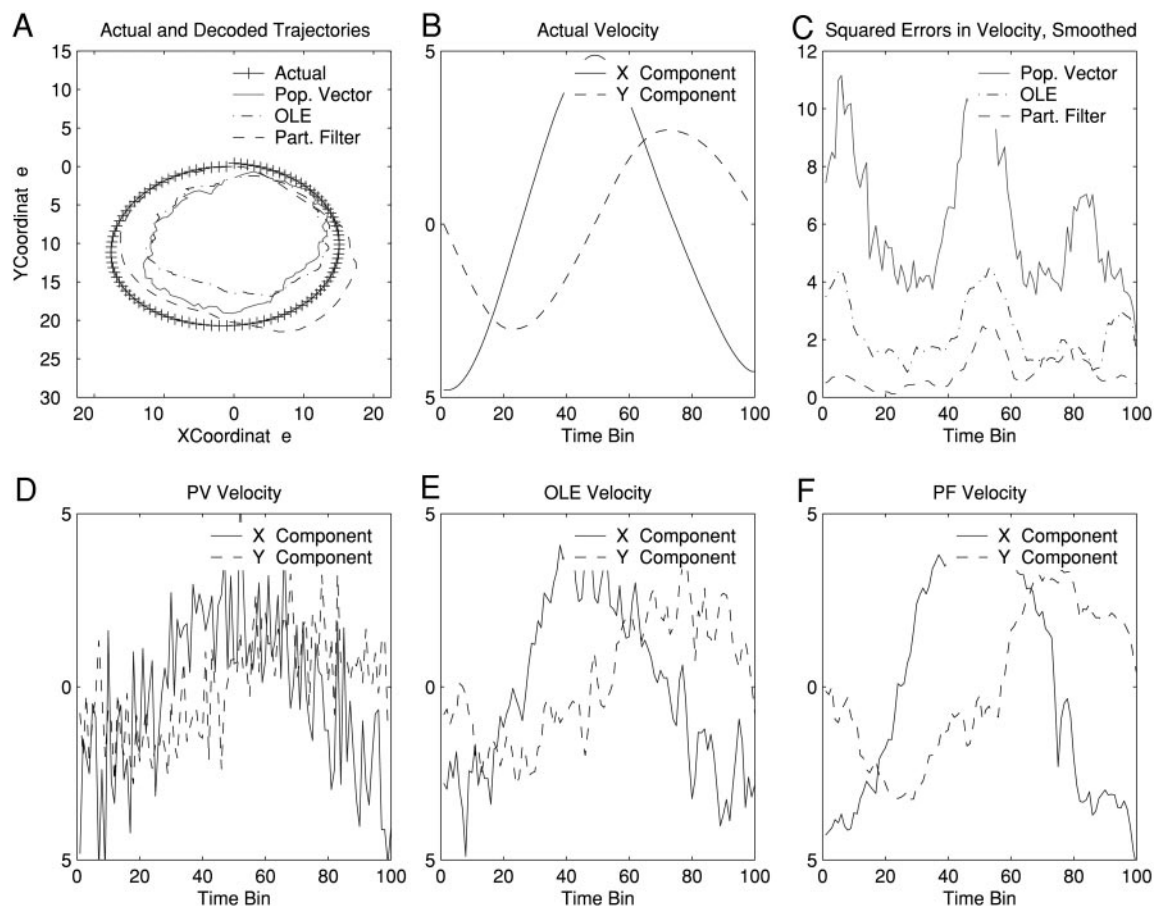 A Actual and Decoded Trajectories
15
10
5
0
5
10
15
20
25
30
YCoordinat e
Actual
Pop. Vector
OLE
Part. Filter
20 10 0 10 20
XCoordinat e
B Actual Velocity
5
0
5
X Component
Y Component
0 20 40 60 80 100
Time Bin
C Squared Errors in Velocity, Smoothed
12
10
8
6
4
2
0
Pop. Vector
OLE
Part. Filter
0 20 40 60 80 100
Time Bin
D PV Velocity
5
0
5
X Component
Y Component
0 20 40 60 80 100
Time Bin
E OLE Velocity
5
0
5
X Component
Y Component
0 20 40 60 80 100
Time Bin
F PF Velocity
5
0
5
X Component
Y Component
0 20 40 60 80 100
Time Bin